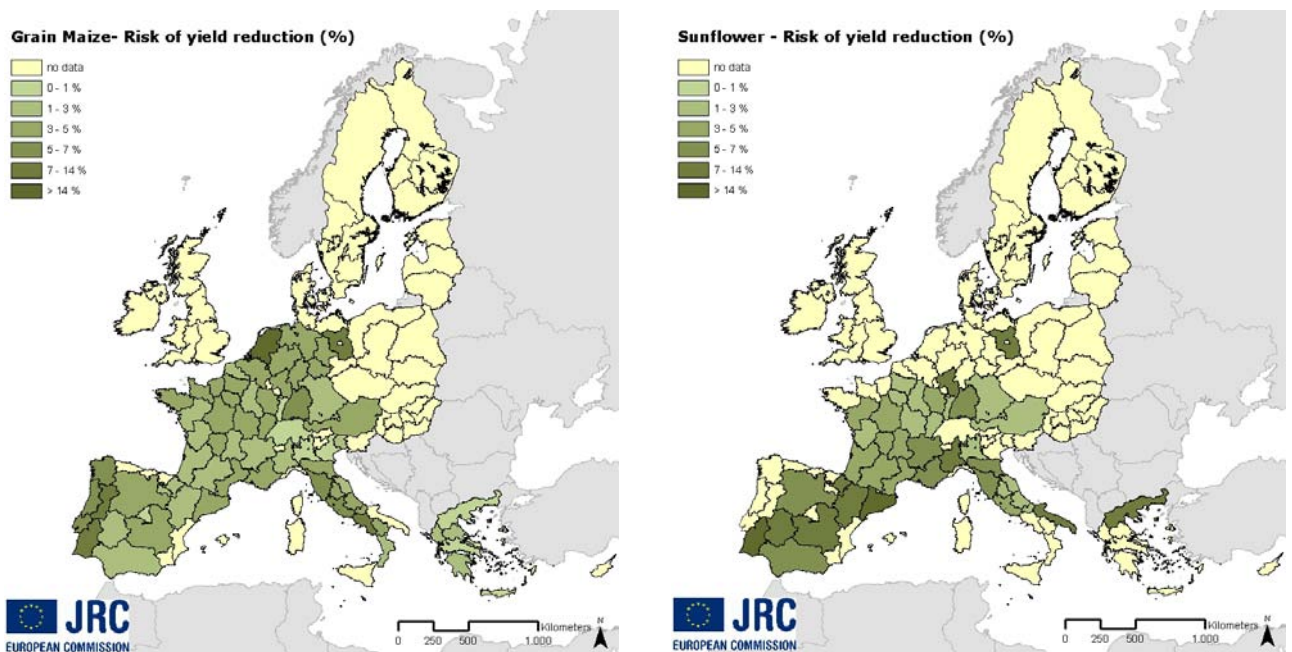 Grain Maize- Risk of yield reduction (%)
no data
0 - 1 %
1 - 3 %
3 - 5 %
5 - 7 %
7 - 14 %
> 14 %
JRC
EUROPEAN COMMISSION
Kilometers
0 250 500 1.000
N
Sunflower - Risk of yield reduction (%)
no data
0 - 1 %
1 - 3 %
3 - 5 %
5 - 7 %
7 - 14 %
> 14 %
JRC
EUROPEAN COMMISSION
Kilometers
0 250 500 1.000
N